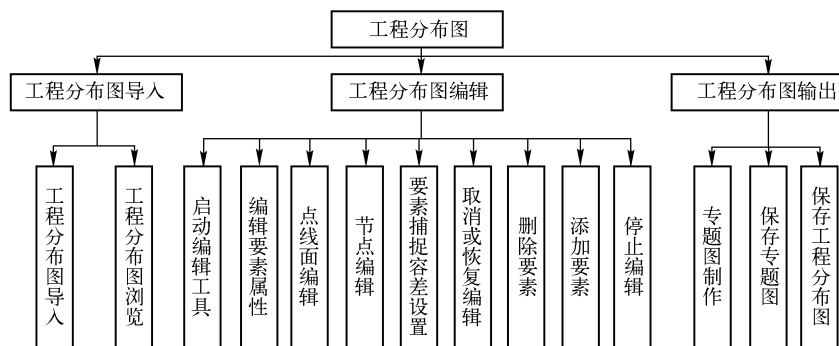 工程分布图
工程分布图导入
工程分布图编辑
工程分布图输出
工程分布图导入
工程分布图浏览
启动编辑工具
编辑要素属性
点线面编辑
节点编辑
要素捕捉容差设置
取消或恢复编辑
删除要素
添加要素
停止编辑
专题图制作
保存专题图
保存工程分布图